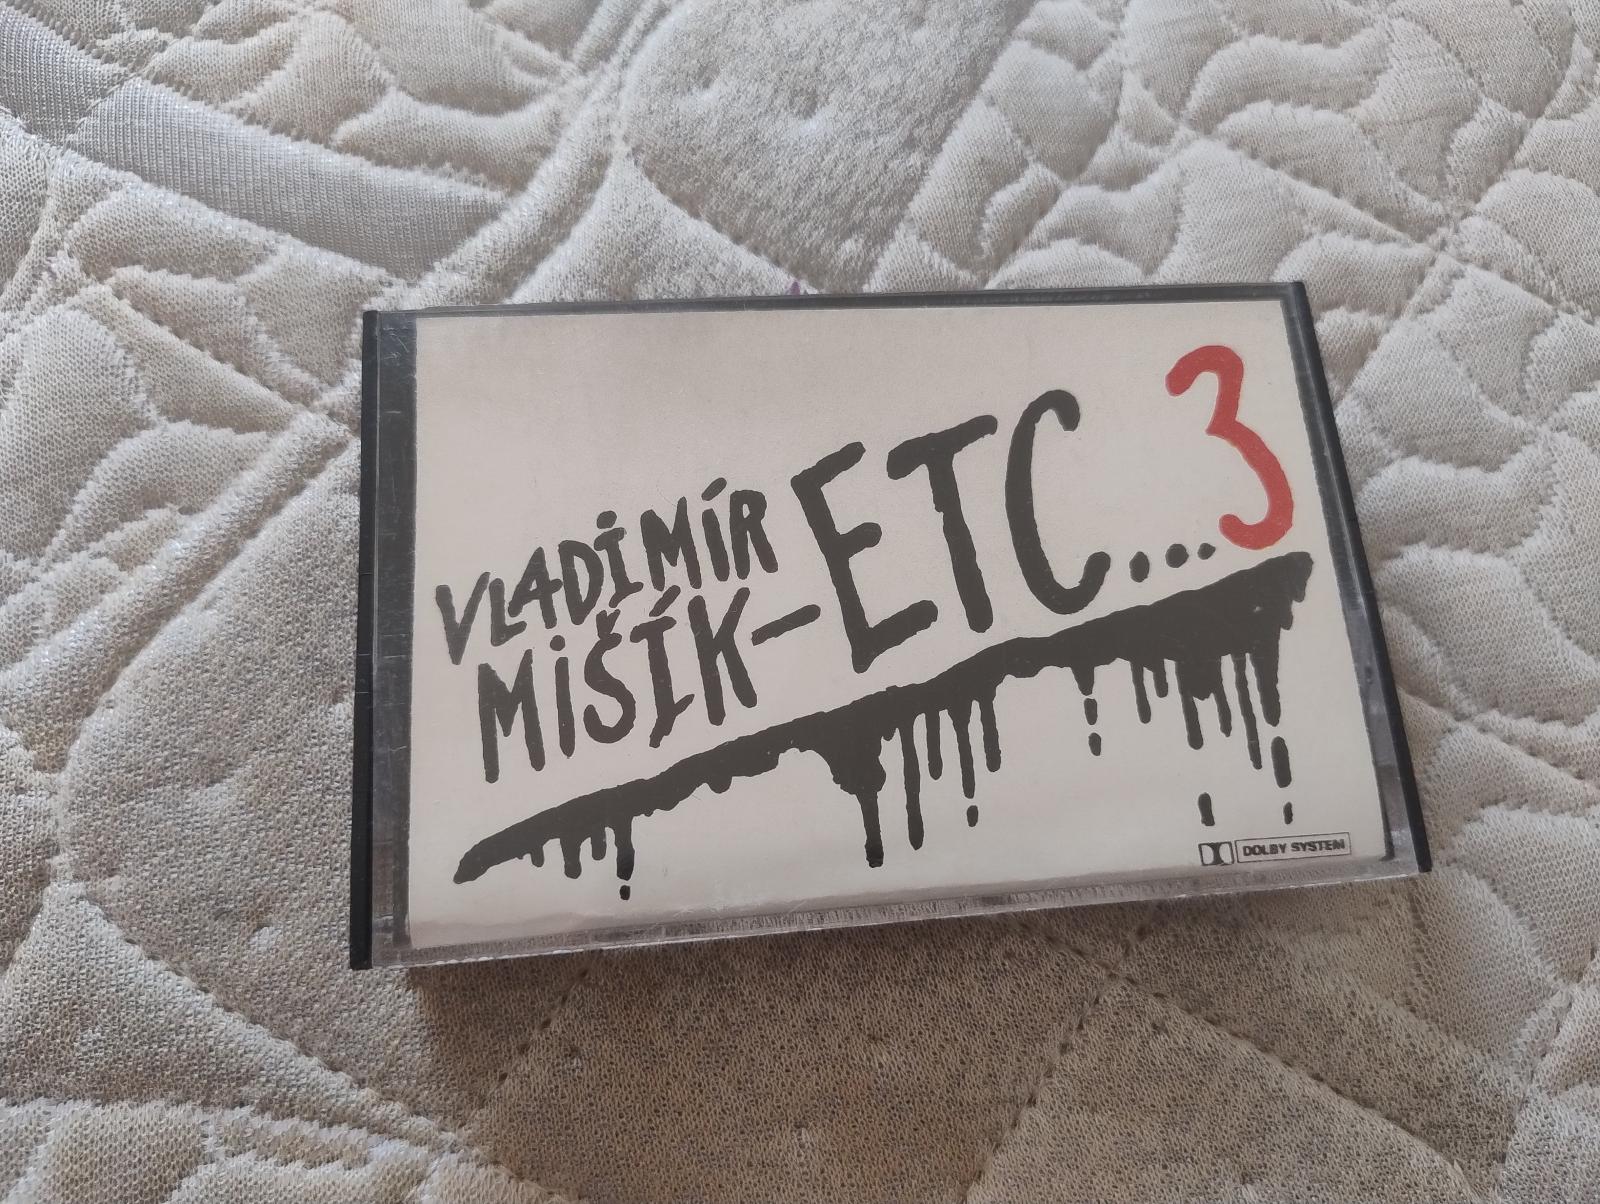 VLADIMÍR
MIŠÍK-ETC...3
DOLBY SYSTEM